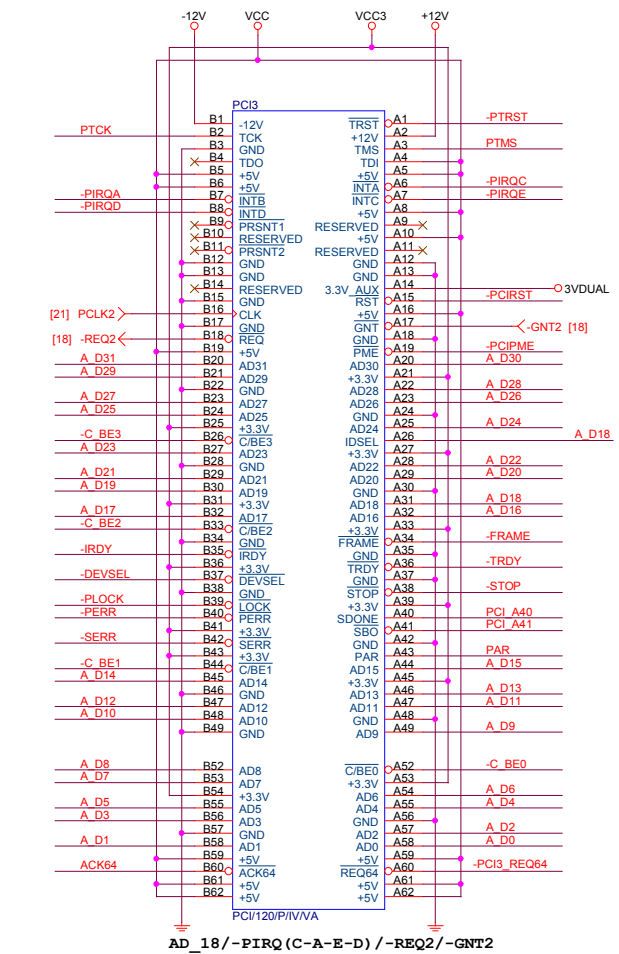 -12V VCC VCC3 +12V
PCI3
B1 -12V TRST A1 -PTRST
PTCK B2 TCK +12V A2
B3 GND TMS A3 PTMS
B4 TDO TDI A4
B5 +5V +5V A5
B6 +5V INTA A6 -PIRQC
-PIRQA B7 INTB INTC A7 -PIRQE
-PIRQD B8 INTD +5V A8
B9 PRSNT1 RESERVED A9
B10 RESERVED +5V A10
B11 PRSNT2 RESERVED A11
B12 GND GND A12
B13 GND GND A13
B14 RESERVED 3.3V_AUX A14 3VDUAL
B15 GND RST A15 -PCIRST
[21] PCLK2 B16 CLK +5V A16
B17 GND GNT A17 -GNT2 [18]
[18] -REQ2 B18 REQ GND A18
B19 +5V PME A19 -PCIPME
A_D31 B20 AD31 AD30 A20 A_D30
A_D29 B21 AD29 +3.3V A21
B22 GND AD28 A22 A_D28
A_D27 B23 AD27 AD26 A23 A_D26
A_D25 B24 AD25 GND A24
B25 +3.3V AD24 A25 A_D24
-C_BE3 B26 C/BE3 IDSEL A26 A_D18
A_D23 B27 AD23 +3.3V A27
B28 GND AD22 A28 A_D22
A_D21 B29 AD21 AD20 A29 A_D20
A_D19 B30 AD19 GND A30
B31 +3.3V AD18 A31 A_D18
A_D17 B32 AD17 AD16 A32 A_D16
-C_BE2 B33 C/BE2 +3.3V A33
B34 GND FRAME A34 -FRAME
-IRDY B35 IRDY GND A35
B36 +3.3V TRDY A36 -TRDY
-DEVSEL B37 DEVSEL GND A37
B38 GND STOP A38 -STOP
-PLOCK B39 LOCK +3.3V A39
-PERR B40 PERR SDONE A40 PCI_A40
B41 +3.3V SBO A41 PCI_A41
-SERR B42 SERR GND A42
B43 +3.3V PAR A43 PAR
-C_BE1 B44 C/BE1 AD15 A44 A_D15
A_D14 B45 AD14 +3.3V A45
B46 GND AD13 A46 A_D13
A_D12 B47 AD12 AD11 A47 A_D11
A_D10 B48 AD10 GND A48
B49 GND AD9 A49 A_D9
A_D8 B52 AD8 C/BE0 A52 -C_BE0
A_D7 B53 AD7 +3.3V A53
B54 +3.3V AD6 A54 A_D6
A_D5 B55 AD5 AD4 A55 A_D4
A_D3 B56 AD3 GND A56
B57 GND AD2 A57 A_D2
A_D1 B58 AD1 AD0 A58 A_D0
B59 +5V +5V A59
ACK64 B60 ACK64 REQ64 A60 -PCI3_REQ64
B61 +5V +5V A61
B62 +5V +5V A62
PCI/120/P/IV/VA
AD_18/-PIRQ(C-A-E-D)/-REQ2/-GNT2